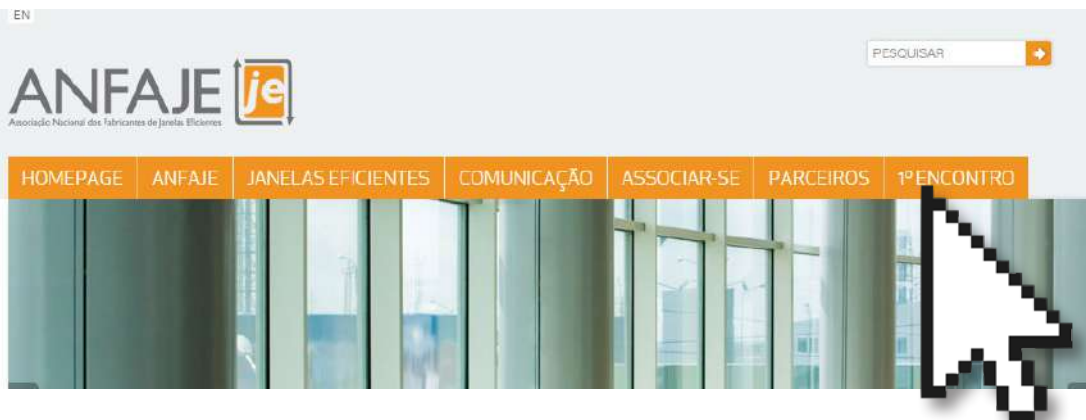 EN
PESQUISAR
ANFAJE je
Associação Nacional dos Fabricantes de Janelas Eficientes
HOMEPAGE ANFAJE JANELAS EFICIENTES COMUNICAÇÃO ASSOCIAR-SE PARCEIROS 1º ENCONTRO